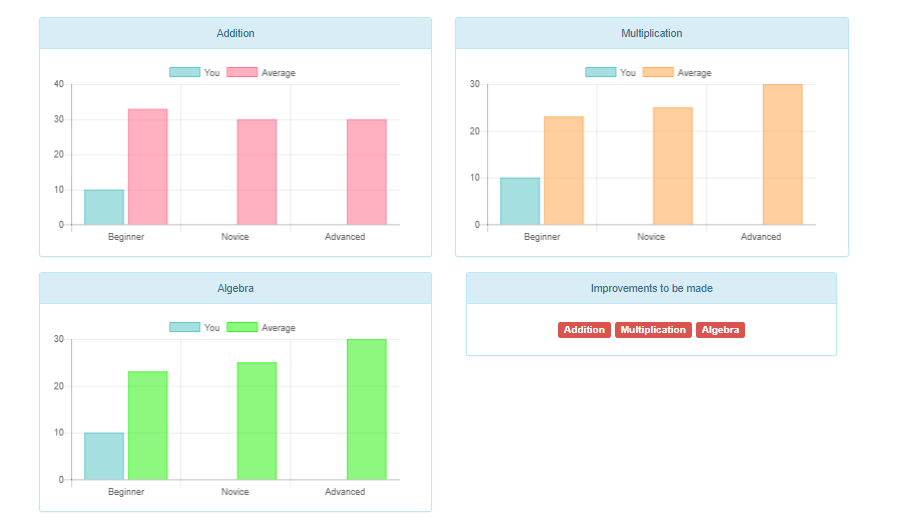 Addition
You Average
40
30
20
10
0
Beginner Novice Advanced
Multiplication
You Average
30
20
10
0
Beginner Novice Advanced
Algebra
You Average
30
20
10
0
Beginner Novice Advanced
Improvements to be made
Addition Multiplication Algebra